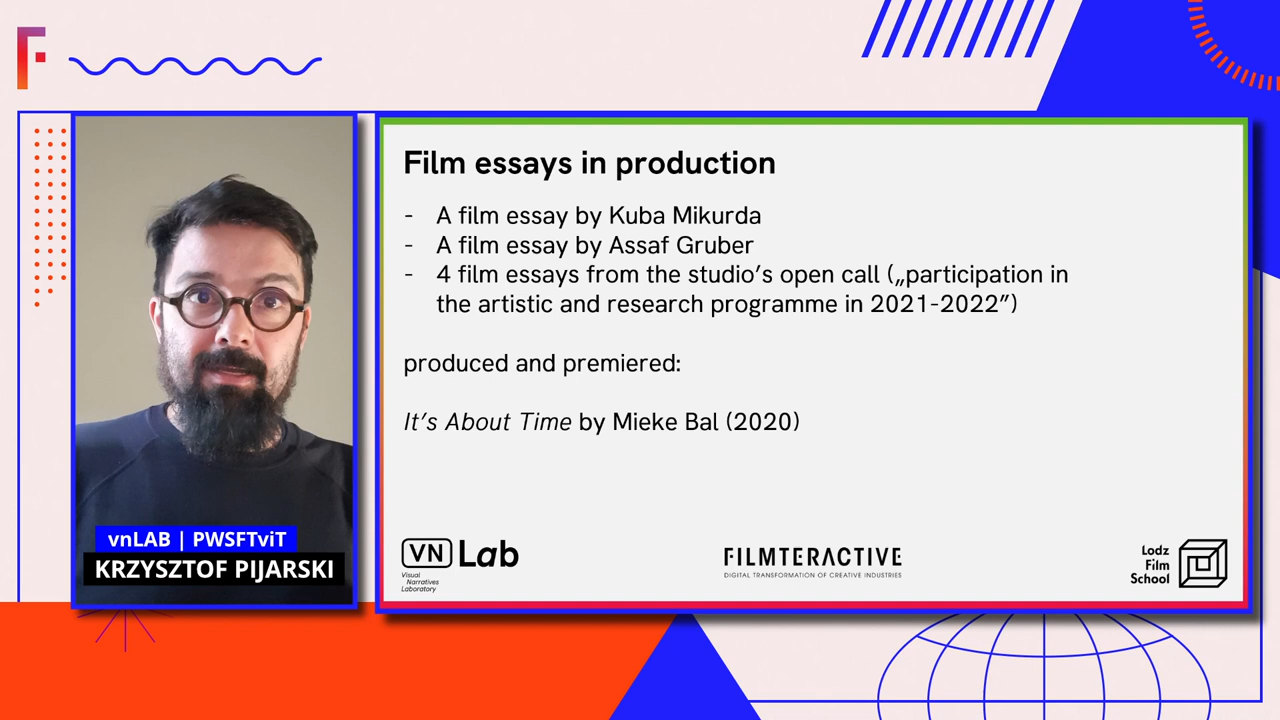 vnLAB | PWSFTviT
KRZYSZTOF PIJARSKI
Film essays in production
- A film essay by Kuba Mikurda
- A film essay by Assaf Gruber
- 4 film essays from the studio’s open call („participation in
the artistic and research programme in 2021-2022”)
produced and premiered:
It’s About Time by Mieke Bal (2020)
VN Lab
Visual
Narratives
Laboratory
FILMTERACTIVE
DIGITAL TRANSFORMATION OF CREATIVE INDUSTRIES
Lodz
Film
School